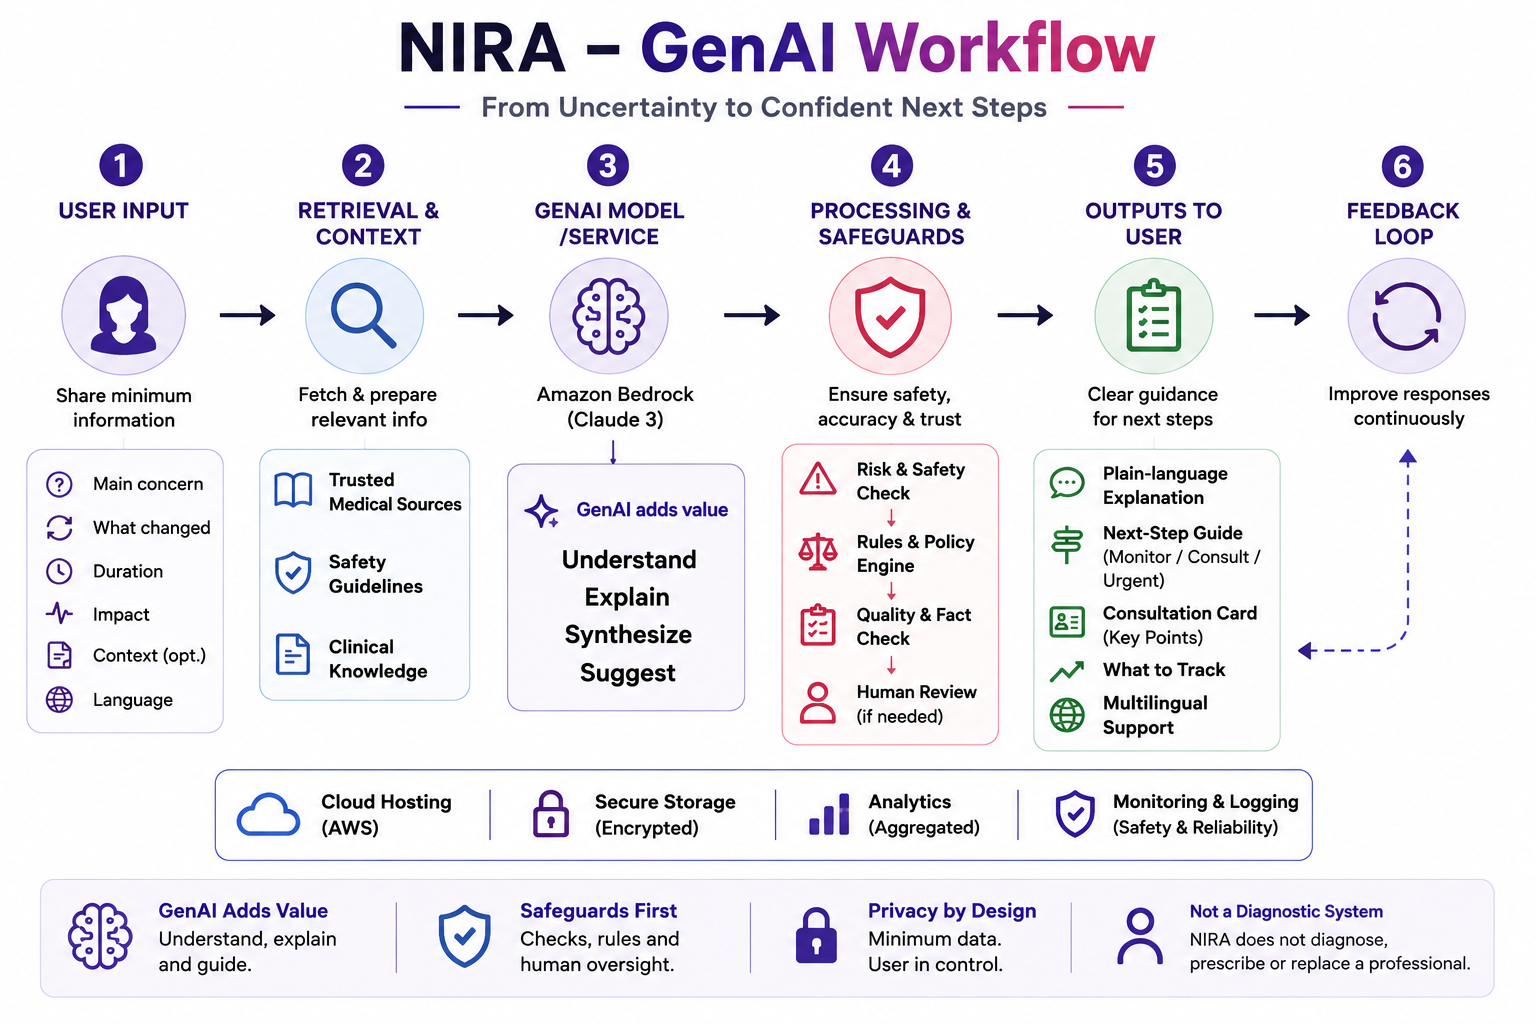 NIRA – GenAI Workflow
From Uncertainty to Confident Next Steps
1
USER INPUT
Share minimum
information
Main concern
What changed
Duration
Impact
Context (opt.)
Language
2
RETRIEVAL &
CONTEXT
Fetch & prepare
relevant info
Trusted
Medical Sources
Safety
Guidelines
Clinical
Knowledge
3
GENAI MODEL
/SERVICE
Amazon Bedrock
(Claude 3)
GenAI adds value
Understand
Explain
Synthesize
Suggest
4
PROCESSING &
SAFEGUARDS
Ensure safety,
accuracy & trust
Risk & Safety
Check
Rules & Policy
Engine
Quality & Fact
Check
Human Review
(if needed)
5
OUTPUTS TO
USER
Clear guidance
for next steps
Plain-language
Explanation
Next-Step Guide
(Monitor / Consult /
Urgent)
Consultation Card
(Key Points)
What to Track
Multilingual
Support
6
FEEDBACK
LOOP
Improve responses
continuously
Cloud Hosting
(AWS)
Secure Storage
(Encrypted)
Analytics
(Aggregated)
Monitoring & Logging
(Safety & Reliability)
GenAI Adds Value
Understand, explain
and guide.
Safeguards First
Checks, rules and
human oversight.
Privacy by Design
Minimum data.
User in control.
Not a Diagnostic System
NIRA does not diagnose,
prescribe or replace a professional.